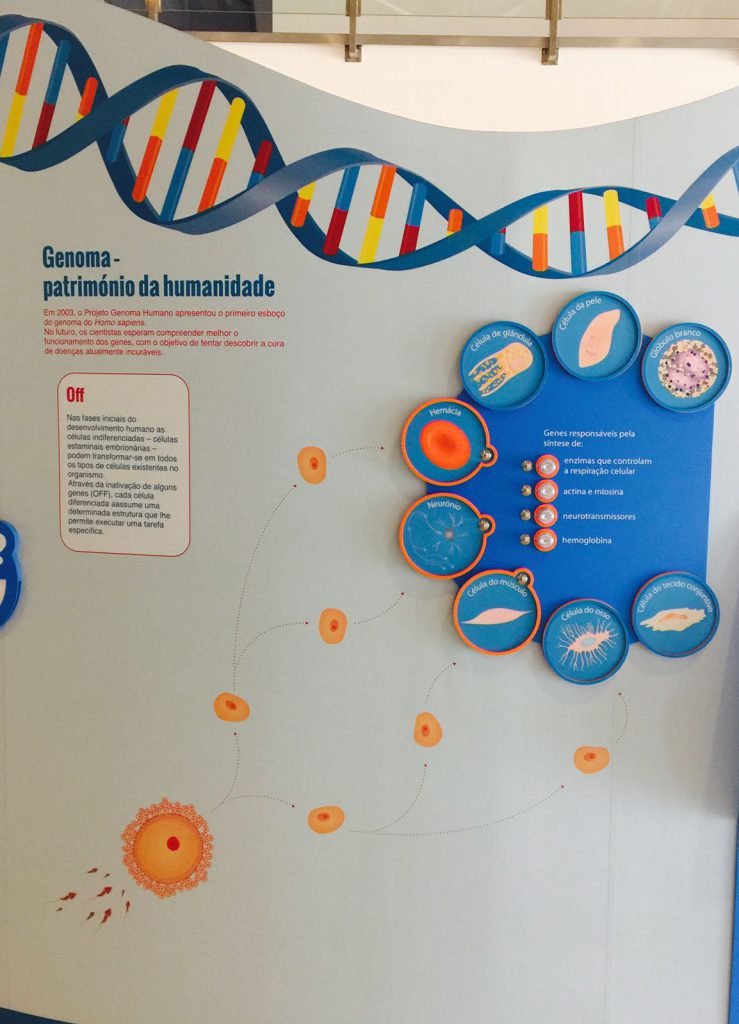 Genoma -
património da humanidade
Em 2003, o Projeto Genoma Humano apresentou o primeiro esboço
do genoma do Homo sapiens.
No futuro, os cientistas esperam compreender melhor o
funcionamento dos genes, com o objetivo de tentar descobrir a cura
de doenças atualmente incuráveis.
Off
Nas fases iniciais do
desenvolvimento humano as
células indiferenciadas – células
estaminais embrionárias –
podem transformar-se em todos
os tipos de células existentes no
organismo.
Através da inativação de alguns
genes (OFF), cada célula
diferenciada aassume uma
determinada estrutura que lhe
permite executar uma tarefa
específica.
Célula de glândula
Célula da pele
Glóbulo branco
Hemácia
Neurónio
Célula do músculo
Célula do osso
Célula do tecido conjuntivo
Genes responsáveis pela
síntese de:
enzimas que controlam
a respiração celular
actina e miosina
neurotransmissores
hemoglobina